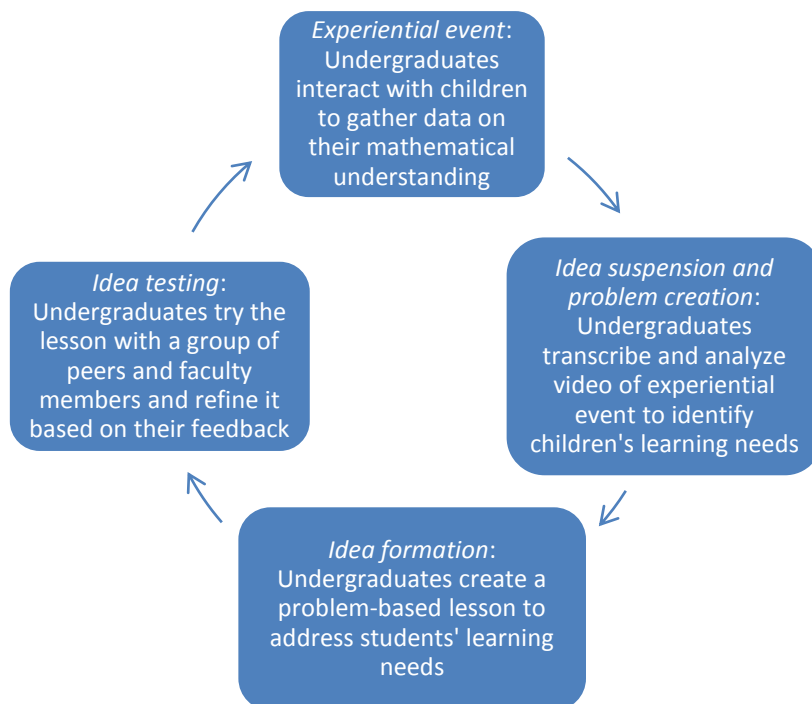 Experiential event:
Undergraduates
interact with children
to gather data on
their mathematical
understanding
Idea suspension and
problem creation:
Undergraduates
transcribe and analyze
video of experiential
event to identify
children's learning needs
Idea formation:
Undergraduates create a
problem-based lesson to
address students' learning
needs
Idea testing:
Undergraduates try the
lesson with a group of
peers and faculty
members and refine it
based on their feedback